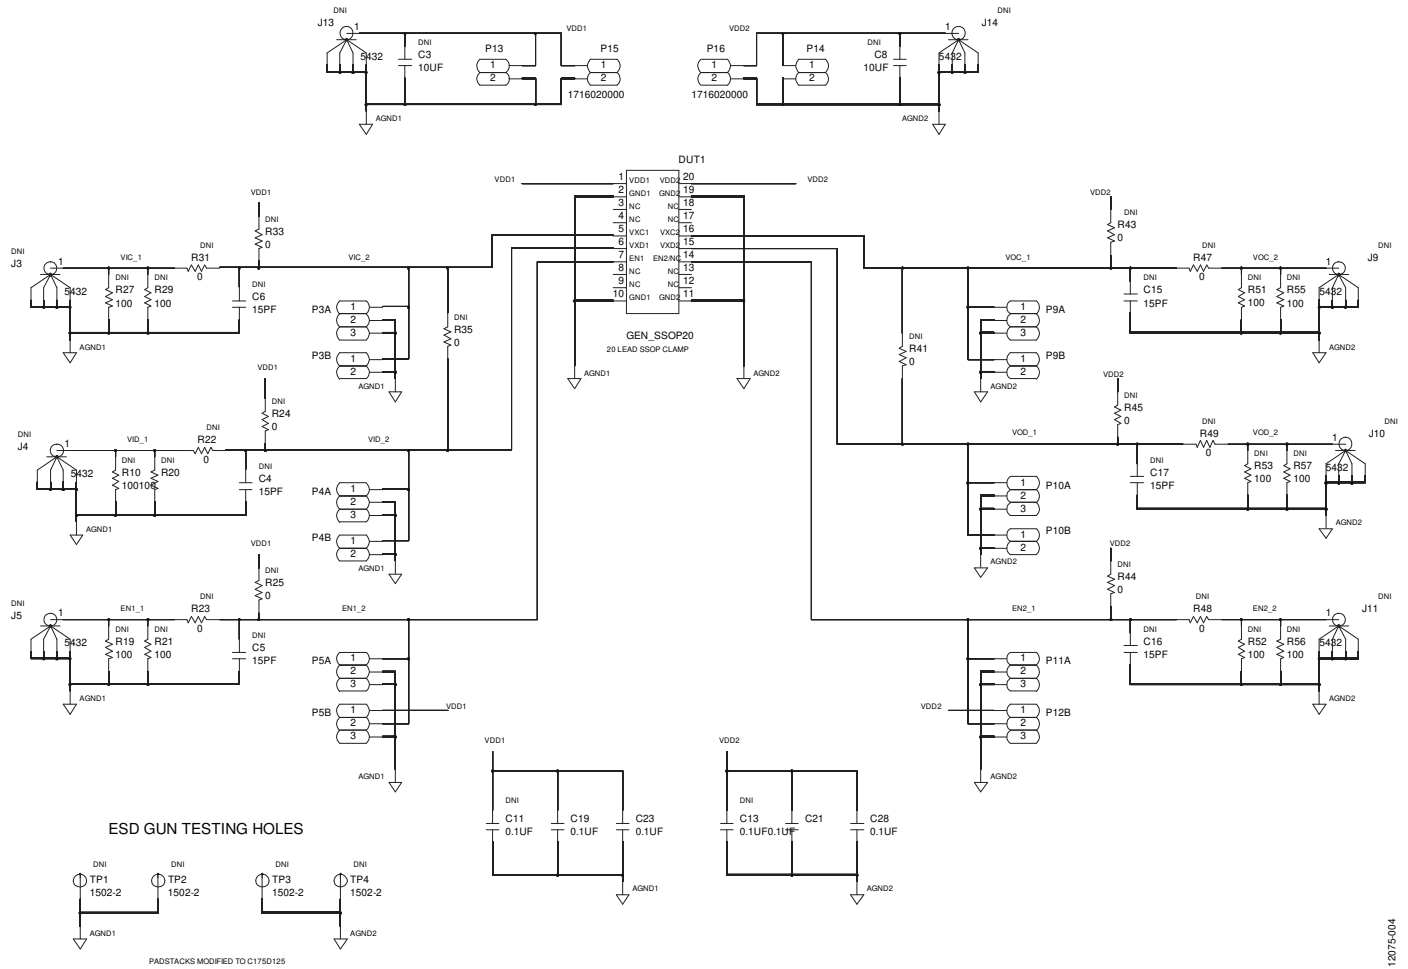 DNI
J13
1
5432
DNI
C3
10UF
VDD1
P13
1
2
P15
1
2
1716020000
AGND1
VDD2
P16
1
2
1716020000
P14
1
2
DNI
C8
10UF
1
5432
DNI
J14
AGND2
DUT1
VDD1
1 VDD1 VDD2 20
2 GND1 GND2 19
3 NC NC 18
4 NC NC 17
5 VXC1 VXC2 16
6 VXD1 VXD2 15
7 EN1 EN2/NC 14
8 NC NC 13
9 NC NC 12
10 GND1 GND2 11
VDD2
GEN_SSOP20
20 LEAD SSOP CLAMP
AGND1
AGND2
DNI
J3
1
5432
VIC_1
DNI
R27
100
DNI
R29
100
DNI
R31
0
VDD1
DNI
R33
0
DNI
C6
15PF
VIC_2
AGND1
P3A
1
2
3
P3B
1
2
AGND1
DNI
R35
0
DNI
J4
1
5432
VID_1
DNI
R10
100
DNI
R20
100
DNI
R22
0
VDD1
DNI
R24
0
DNI
C4
15PF
VID_2
AGND1
P4A
1
2
3
P4B
1
2
AGND1
DNI
J5
1
5432
EN1_1
DNI
R19
100
DNI
R21
100
DNI
R23
0
VDD1
DNI
R25
0
DNI
C5
15PF
EN1_2
AGND1
P5A
1
2
3
P5B
1
2
3
VDD1
AGND1
DNI
R41
0
VOC_1
P9A
1
2
3
P9B
1
2
AGND2
VDD2
DNI
R43
0
DNI
C15
15PF
DNI
R47
0
VOC_2
DNI
R51
100
DNI
R55
100
1
5432
DNI
J9
AGND2
VOD_1
P10A
1
2
3
P10B
1
2
AGND2
VDD2
DNI
R45
0
DNI
C17
15PF
DNI
R49
0
VOD_2
DNI
R53
100
DNI
R57
100
1
5432
DNI
J10
AGND2
EN2_1
P11A
1
2
3
VDD2
P12B
1
2
3
AGND2
VDD2
DNI
R44
0
DNI
C16
15PF
DNI
R48
0
EN2_2
DNI
R52
100
DNI
R56
100
1
5432
DNI
J11
AGND2
VDD1
DNI
C11
0.1UF
C19
0.1UF
C23
0.1UF
AGND1
VDD2
DNI
C13
0.1UF
C21
0.1UF
C28
0.1UF
AGND2
ESD GUN TESTING HOLES
DNI
TP1
1502-2
DNI
TP2
1502-2
AGND1
DNI
TP3
1502-2
DNI
TP4
1502-2
AGND2
PADSTACKS MODIFIED TO C175D125
12075-004